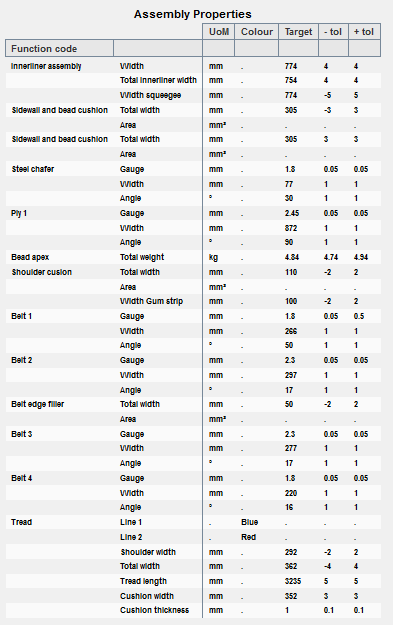 Assembly Properties
UoM Colour Target - tol + tol
Function code
Innerliner assembly Width mm . 774 4 4
Total innerliner width mm . 754 4 4
Width squeegee mm . 774 -5 5
Sidewall and bead cushion Total width mm . 305 -3 3
Area mm² . . . .
Sidewall and bead cushion Total width mm . 305 3 3
Area mm² . . . .
Steel chafer Gauge mm . 1.8 0.05 0.05
Width mm . 77 1 1
Angle ° . 30 1 1
Ply 1 Gauge mm . 2.45 0.05 0.05
Width mm . 872 1 1
Angle ° . 90 1 1
Bead apex Total weight kg . 4.84 4.74 4.94
Shoulder cusion Total width mm . 110 -2 2
Area mm² . . . .
Width Gum strip mm . 100 -2 2
Belt 1 Gauge mm . 1.8 0.05 0.5
Width mm . 266 1 1
Angle ° . 50 1 1
Belt 2 Gauge mm . 2.3 0.05 0.05
Width mm . 297 1 1
Angle ° . 17 1 1
Belt edge filler Total width mm . 50 -2 2
Area mm² . . . .
Belt 3 Gauge mm . 2.3 0.05 0.05
Width mm . 277 1 1
Angle ° . 17 1 1
Belt 4 Gauge mm . 1.8 0.05 0.05
Width mm . 220 1 1
Angle ° . 16 1 1
Tread Line 1 . Blue . . .
Line 2 . Red . . .
Shoulder width mm . 292 -2 2
Total width mm . 362 -4 4
Tread length mm . 3235 5 5
Cushion width mm . 352 3 3
Cushion thickness mm . 1 0.1 0.1